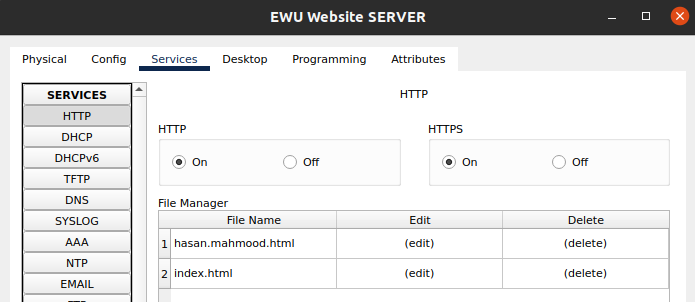 EWU Website SERVER
Physical Config Services Desktop Programming Attributes
SERVICES
HTTP
DHCP
DHCPv6
TFTP
DNS
SYSLOG
AAA
NTP
EMAIL
HTTP
HTTP
On Off
HTTPS
On Off
File Manager
File Name Edit Delete
1 hasan.mahmood.html (edit) (delete)
2 index.html (edit) (delete)